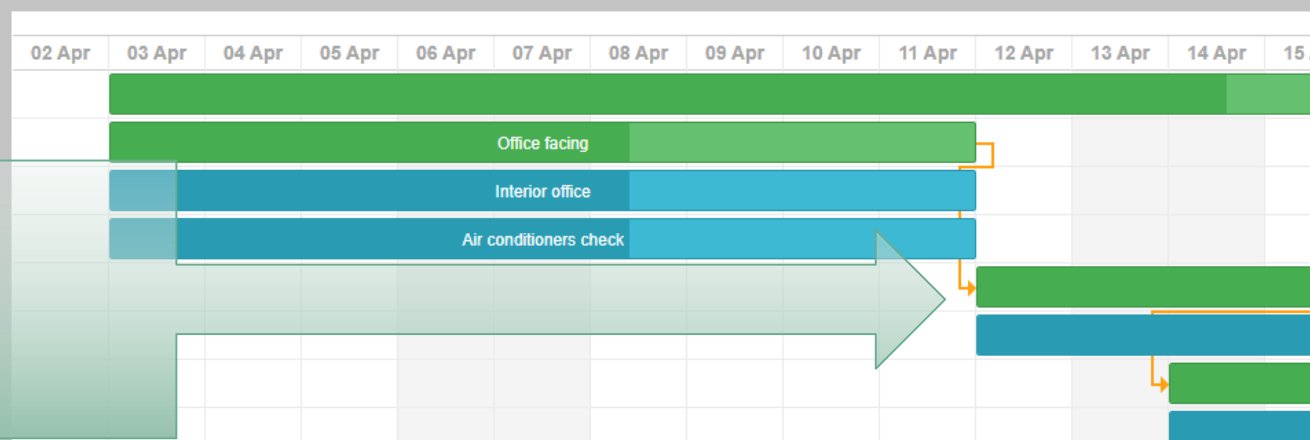 02 Apr 03 Apr 04 Apr 05 Apr 06 Apr 07 Apr 08 Apr 09 Apr 10 Apr 11 Apr 12 Apr 13 Apr 14 Apr 15
Office facing
Interior office
Air conditioners check